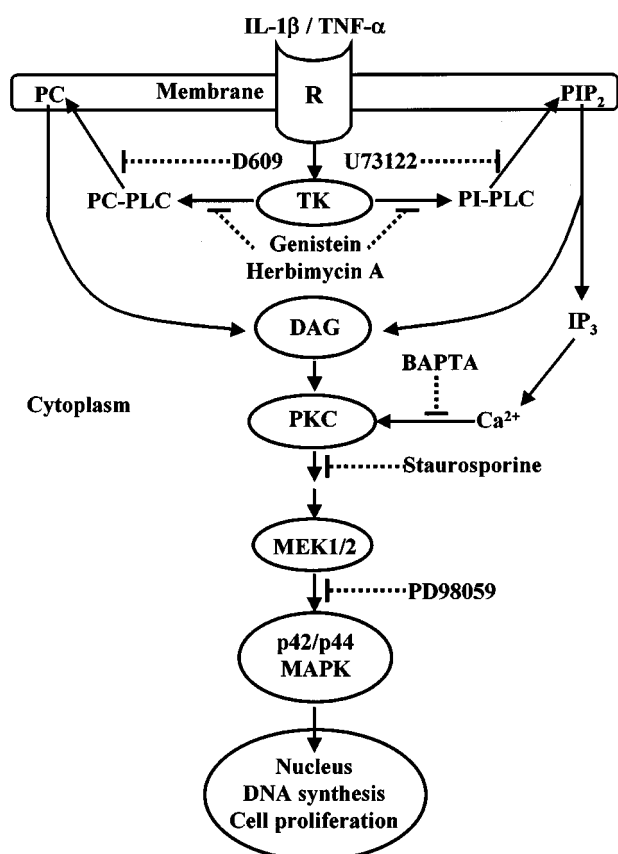 IL-1β / TNF-α
PC Membrane R PIP₂
D609 U73122
PC-PLC TK PI-PLC
Genistein
Herbimycin A
DAG IP₃
BAPTA
Cytoplasm PKC Ca²⁺
Staurosporine
MEK1/2
PD98059
p42/p44
MAPK
Nucleus
DNA synthesis
Cell proliferation